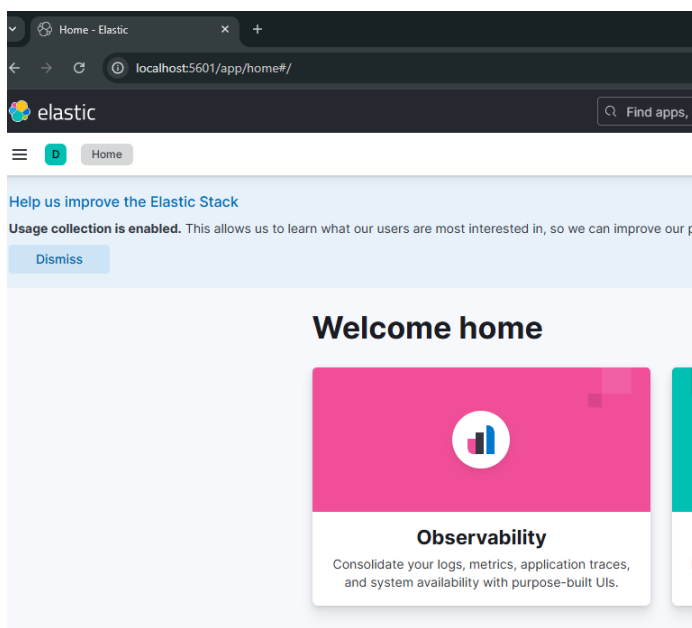 Home - Elastic
localhost:5601/app/home#/
elastic
Find apps,
D
Home
Help us improve the Elastic Stack
Usage collection is enabled. This allows us to learn what our users are most interested in, so we can improve our p
Dismiss
Welcome home
Observability
Consolidate your logs, metrics, application traces,
and system availability with purpose-built UIs.